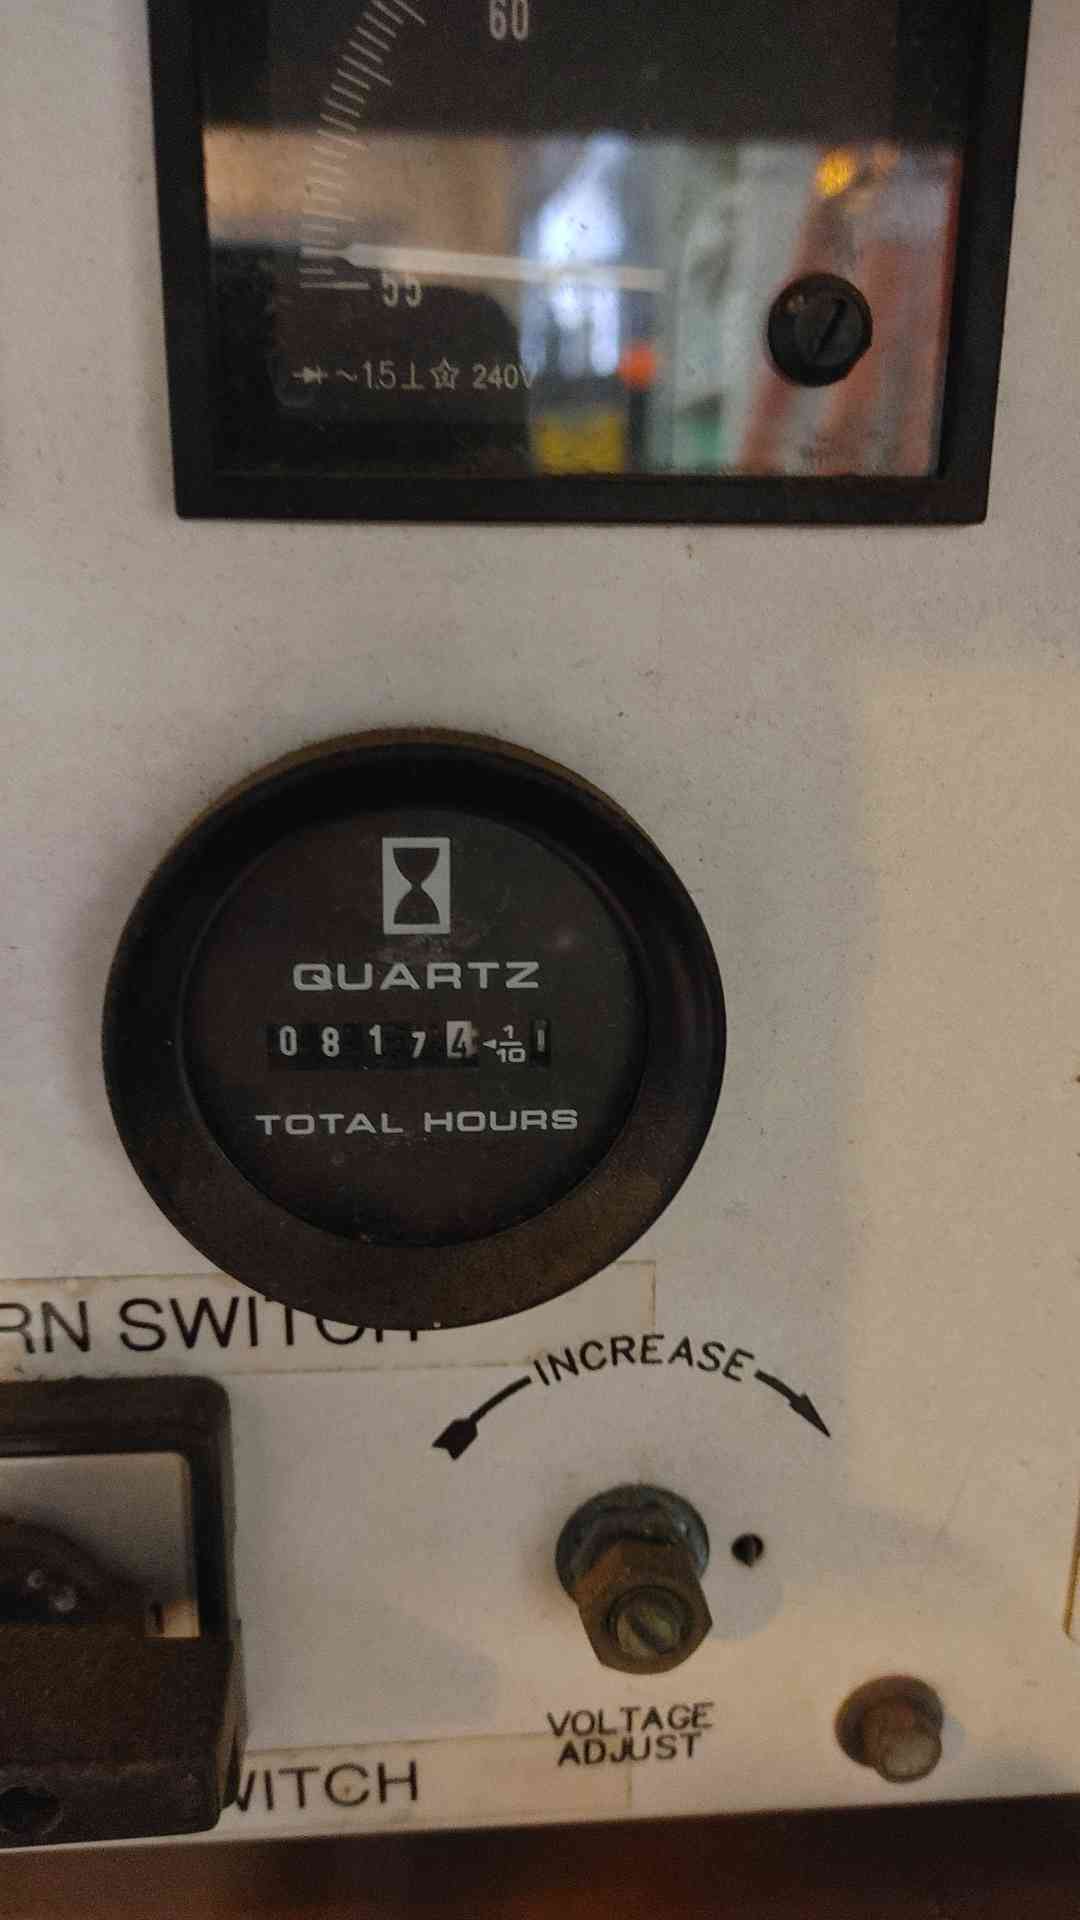 60
55
~1.5⊥☆ 240V
QUARTZ
0 8 1 7 4 ◄1/10
TOTAL HOURS
RN SWITCH
INCREASE
VOLTAGE
ADJUST
WITCH